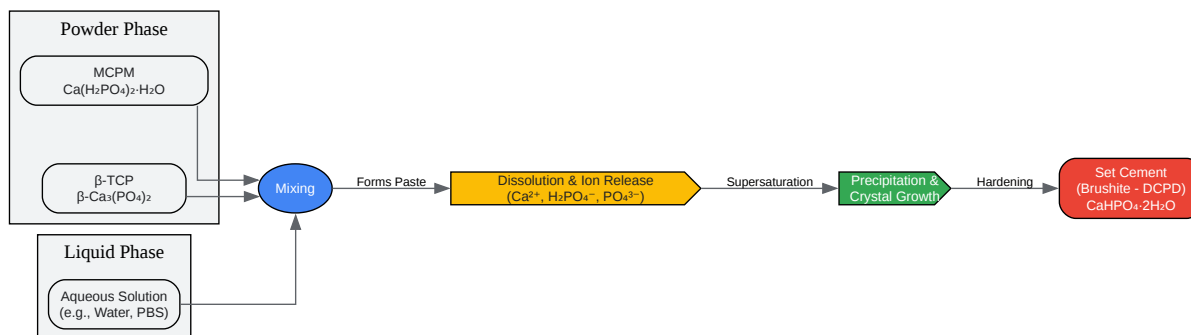 Powder Phase
MCPM
Ca(H₂PO₄)₂·H₂O
β-TCP
β-Ca₃(PO₄)₂
Liquid Phase
Aqueous Solution
(e.g., Water, PBS)
Mixing
Forms Paste
Dissolution & Ion Release
(Ca²⁺, H₂PO₄⁻, PO₄³⁻)
Supersaturation
Precipitation &
Crystal Growth
Hardening
Set Cement
(Brushite - DCPD)
CaHPO₄·2H₂O